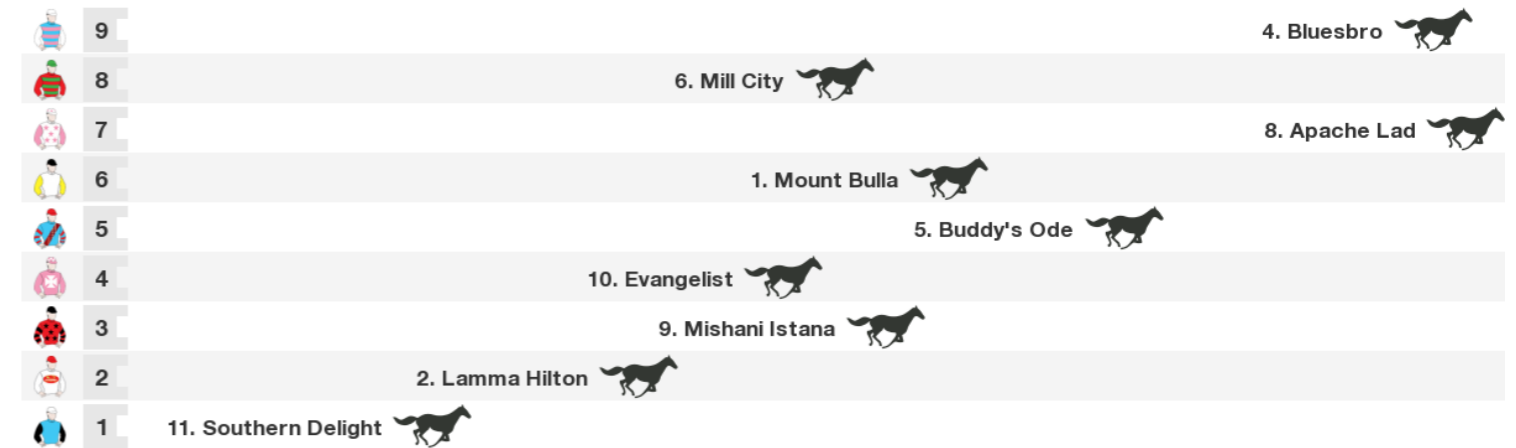 9 4. Bluesbro
8 6. Mill City
7 8. Apache Lad
6 1. Mount Bulla
5 5. Buddy's Ode
4 10. Evangelist
3 9. Mishani Istana
2 2. Lamma Hilton
1 11. Southern Delight